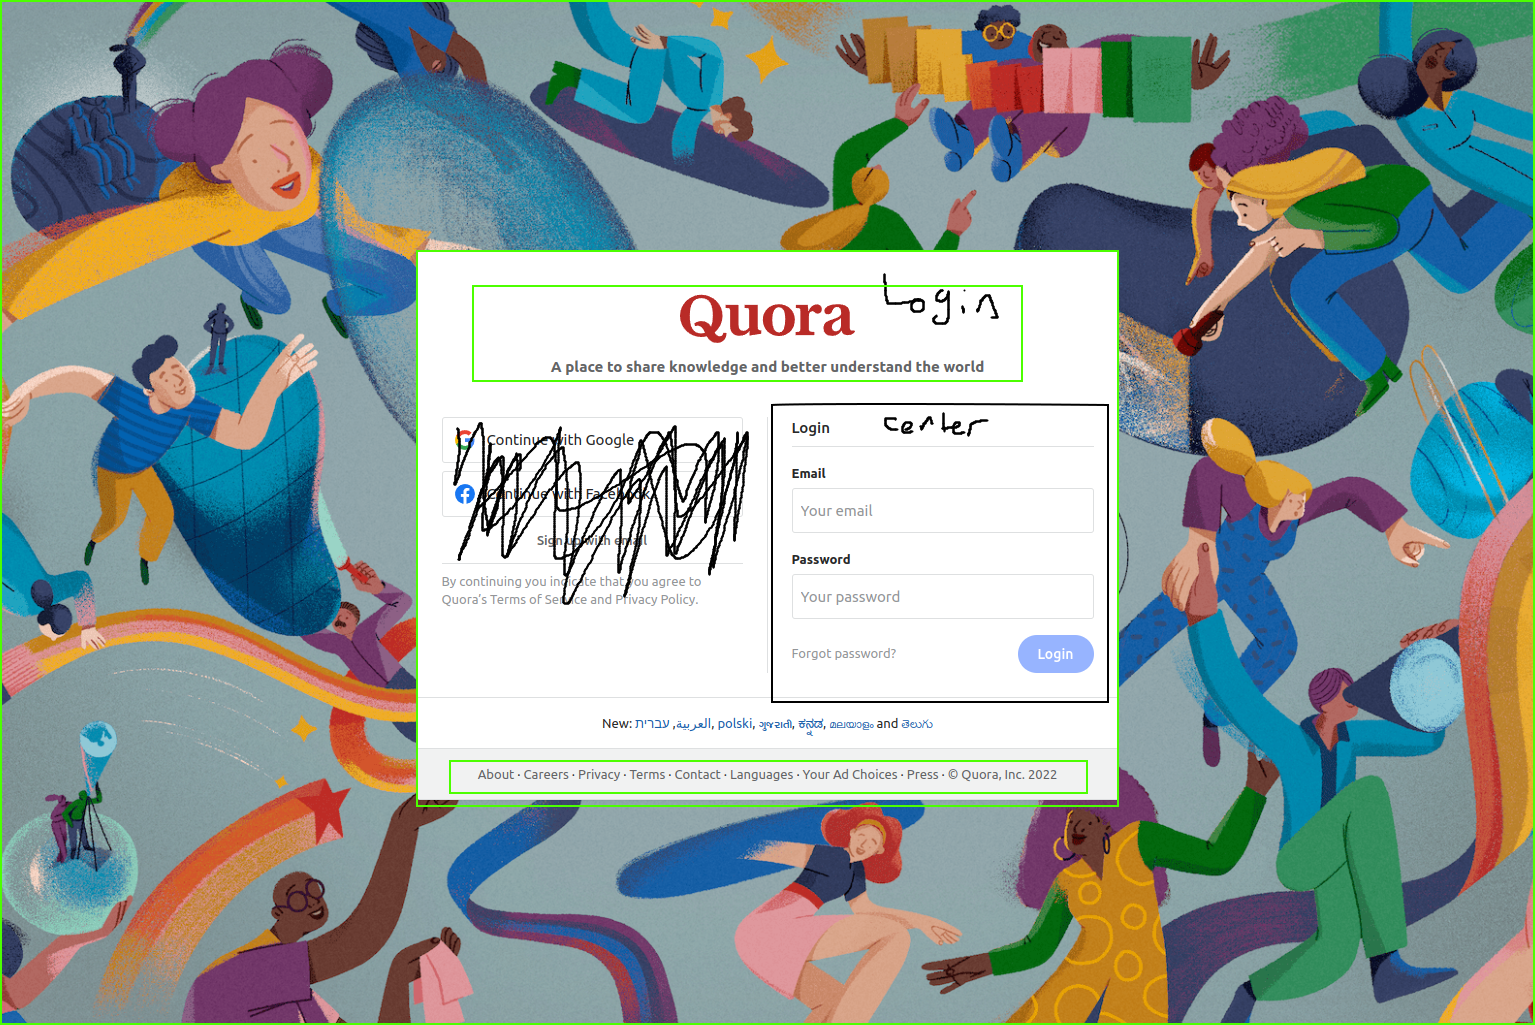 Quora Login
A place to share knowledge and better understand the world
Continue with Google
Continue with Facebook
Sign up with email
By continuing you indicate that you agree to
Quora's Terms of Service and Privacy Policy.
Login center
Email
Your email
Password
Your password
Forgot password? Login
New: עברית ,العربية, polski, ગુજરાતી, ಕನ್ನಡ, മലയാളം and తెలుగు
About · Careers · Privacy · Terms · Contact · Languages · Your Ad Choices · Press · © Quora, Inc. 2022